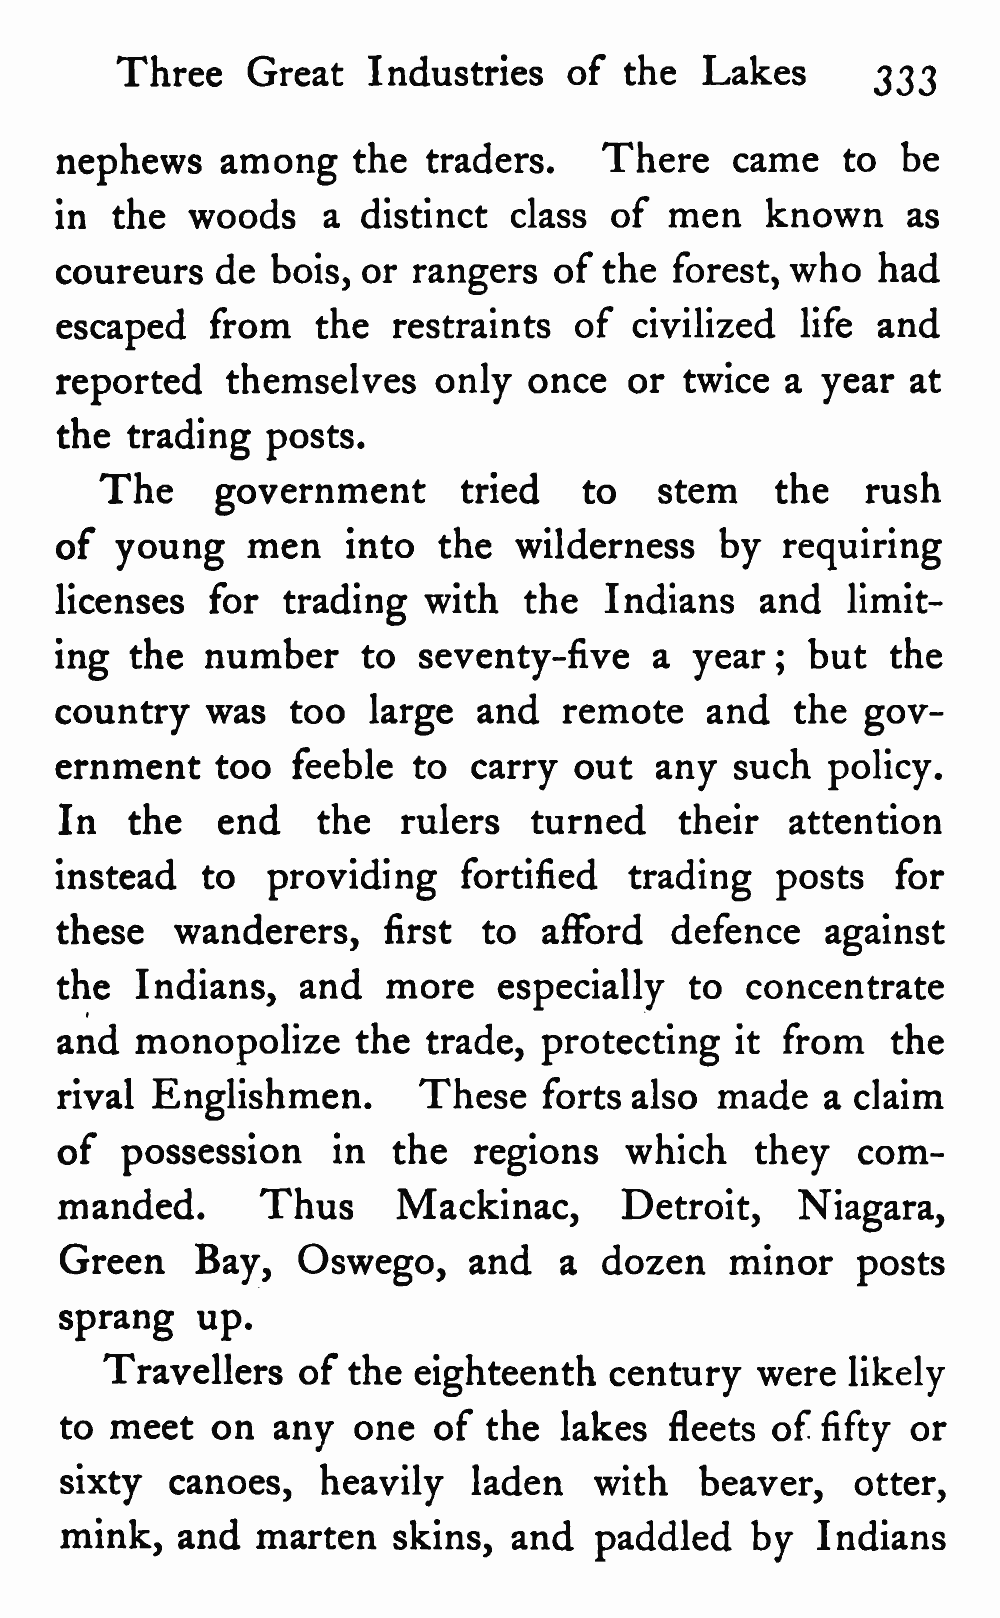 Three Great Industries of the Lakes 333
nephews among the traders. There came to be
in the woods a distinct class of men known as
coureurs de bois, or rangers of the forest, who had
escaped from the restraints of civilized life and
reported themselves only once or twice a year at
the trading posts.
The government tried to stem the rush
of young men into the wilderness by requiring
licenses for trading with the Indians and limit-
ing the number to seventy-five a year; but the
country was too large and remote and the gov-
ernment too feeble to carry out any such policy.
In the end the rulers turned their attention
instead to providing fortified trading posts for
these wanderers, first to afford defence against
the Indians, and more especially to concentrate
and monopolize the trade, protecting it from the
rival Englishmen. These forts also made a claim
of possession in the regions which they com-
manded. Thus Mackinac, Detroit, Niagara,
Green Bay, Oswego, and a dozen minor posts
sprang up.
Travellers of the eighteenth century were likely
to meet on any one of the lakes fleets of fifty or
sixty canoes, heavily laden with beaver, otter,
mink, and marten skins, and paddled by Indians